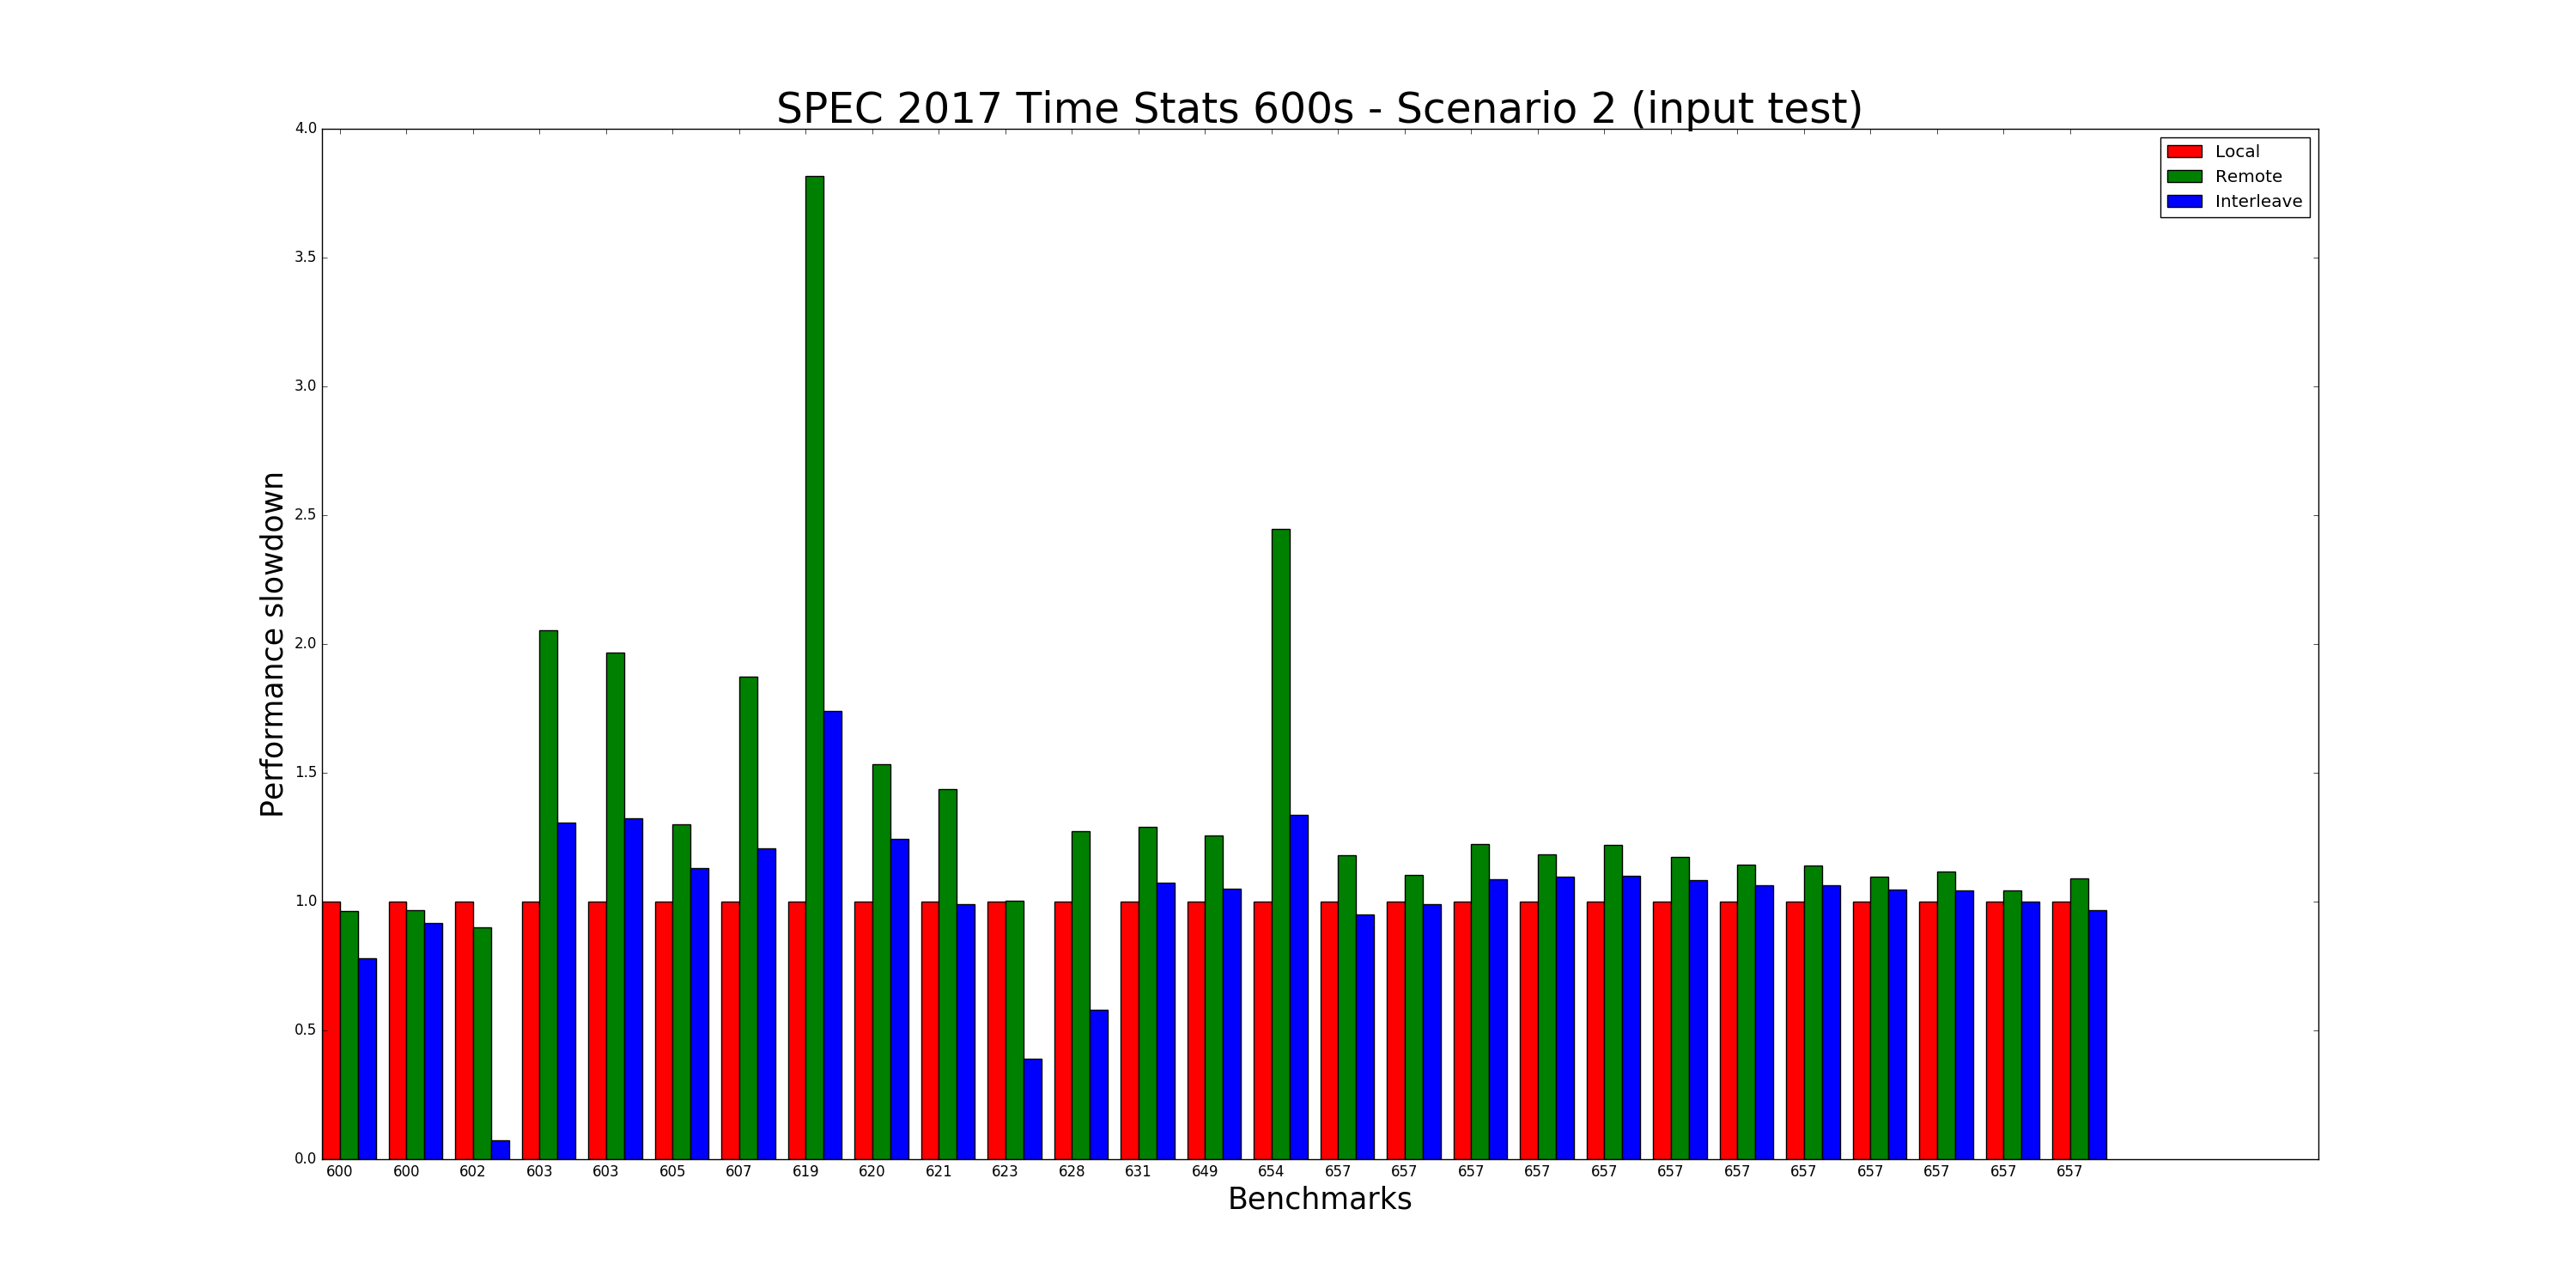 SPEC 2017 Time Stats 600s - Scenario 2 (input test)
4.0
3.5
3.0
2.5
2.0
1.5
1.0
0.5
0.0
Performance slowdown
Local
Remote
Interleave
600 600 602 603 603 605 607 619 620 621 623 628 631 649 654 657 657 657 657 657 657 657 657 657 657 657 657
Benchmarks